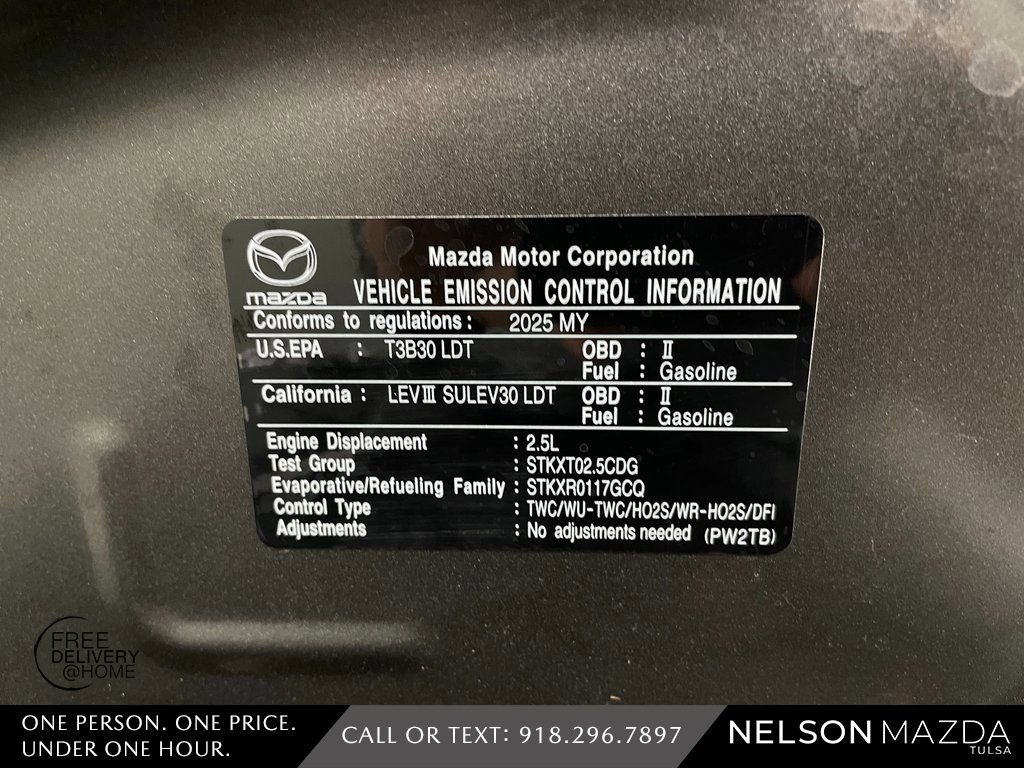 Mazda Motor Corporation
mazda VEHICLE EMISSION CONTROL INFORMATION
Conforms to regulations : 2025 MY
U.S.EPA : T3B30 LDT OBD : II
Fuel : Gasoline
California : LEVIII SULEV30 LDT OBD : II
Fuel : Gasoline
Engine Displacement : 2.5L
Test Group : STKXT02.5CDG
Evaporative/Refueling Family : STKXR0117GCQ
Control Type : TWC/WU-TWC/HO2S/WR-HO2S/DFI
Adjustments : No adjustments needed (PW2TB)
FREE
DELIVERY
@HOME
ONE PERSON. ONE PRICE.
UNDER ONE HOUR.
CALL OR TEXT: 918.296.7897
NELSON MAZDA
TULSA